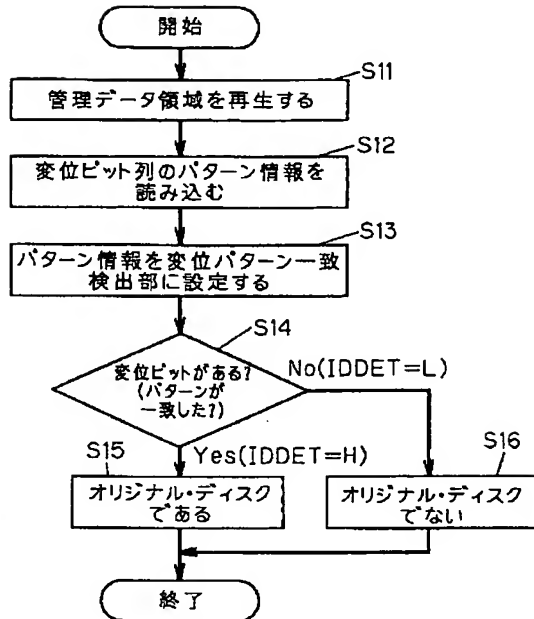 開始
S11
管理データ領域を再生する
S12
変位ピット列のパターン情報を
読み込む
S13
パターン情報を変位パターン一致
検出部に設定する
S14
変位ピットがある?
(パターンが
一致した?)
No(IDDET=L)
Yes(IDDET=H)
S15
オリジナル・ディスク
である
S16
オリジナル・ディスク
でない
終了